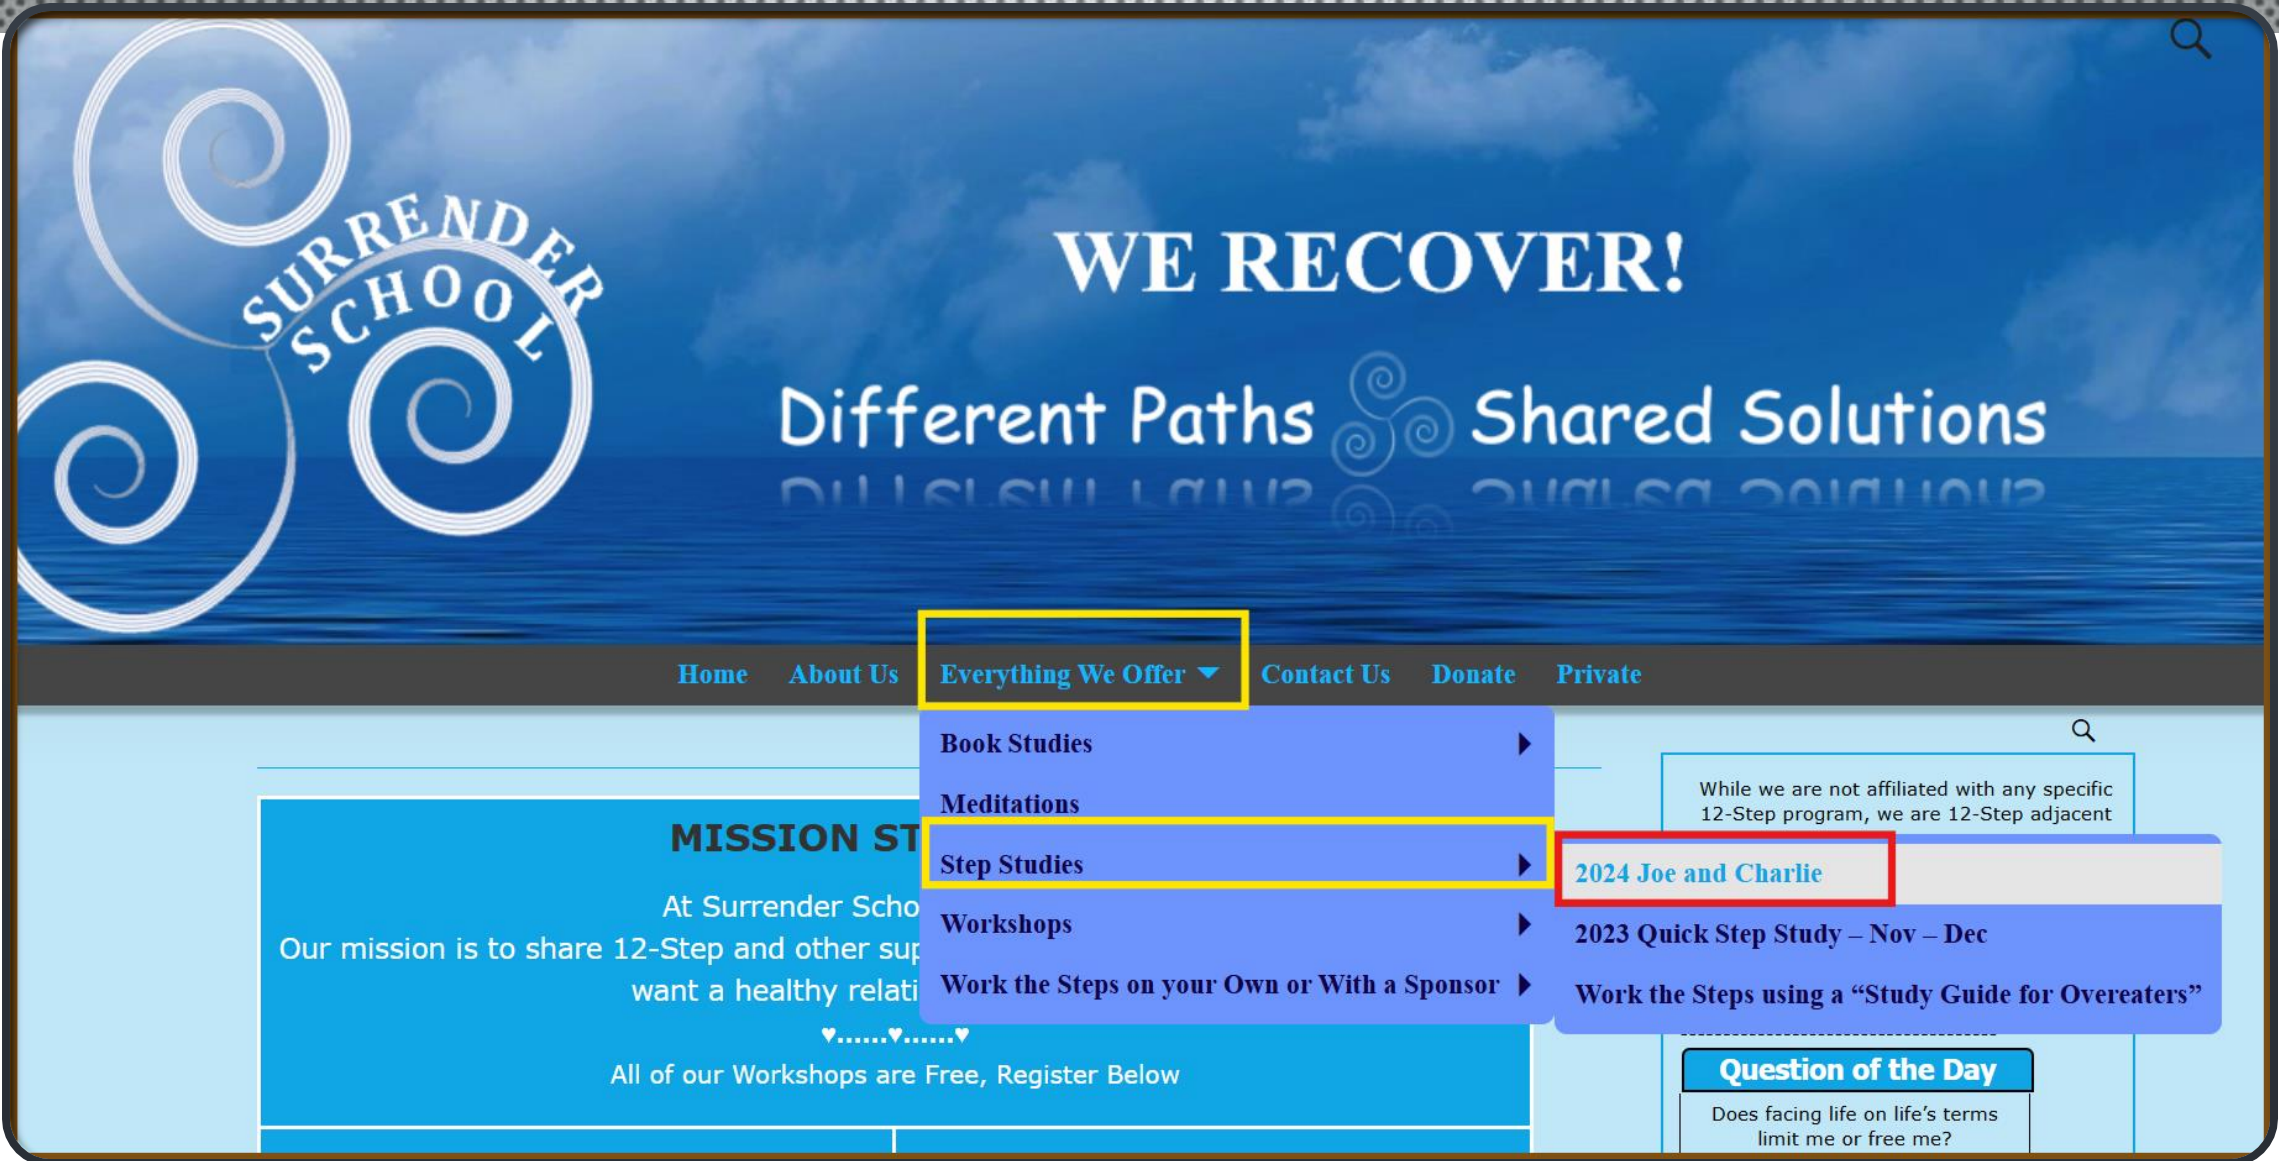 SURRENDER
SCHOOL
WE RECOVER!
Different Paths Shared Solutions
Home About Us Everything We Offer Contact Us Donate Private
Book Studies
Meditations
Step Studies
Workshops
Work the Steps on your Own or With a Sponsor
2024 Joe and Charlie
2023 Quick Step Study – Nov – Dec
Work the Steps using a “Study Guide for Overeaters”
MISSION ST
At Surrender Scho
Our mission is to share 12-Step and other sup
want a healthy relati
♥......♥......♥
All of our Workshops are Free, Register Below
While we are not affiliated with any specific
12-Step program, we are 12-Step adjacent
Question of the Day
Does facing life on life’s terms
limit me or free me?